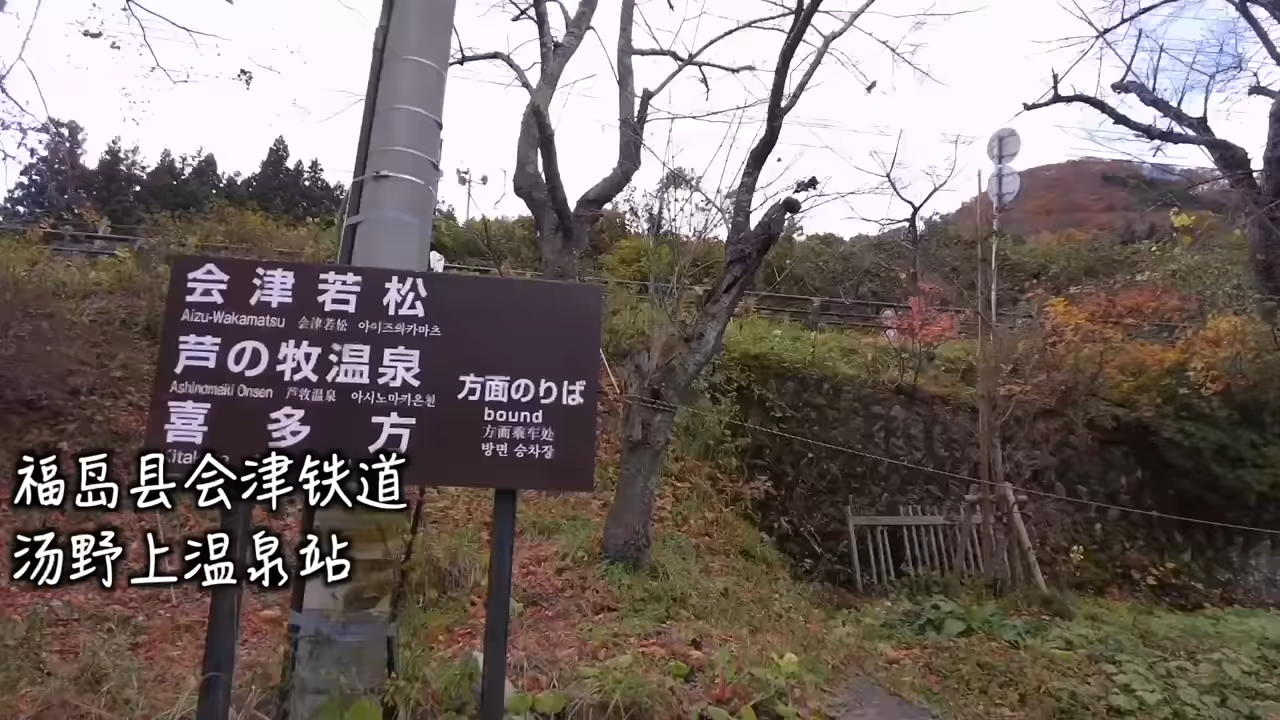 会津若松
Aizu-Wakamatsu 会津若松 아이즈와카마츠
芦の牧温泉
Ashinomaki Onsen 芦牧温泉 아시노마키온천
喜多方
方面のりば
bound
方面乘车处
방면 승차장
福岛县会津铁道
汤野上温泉站